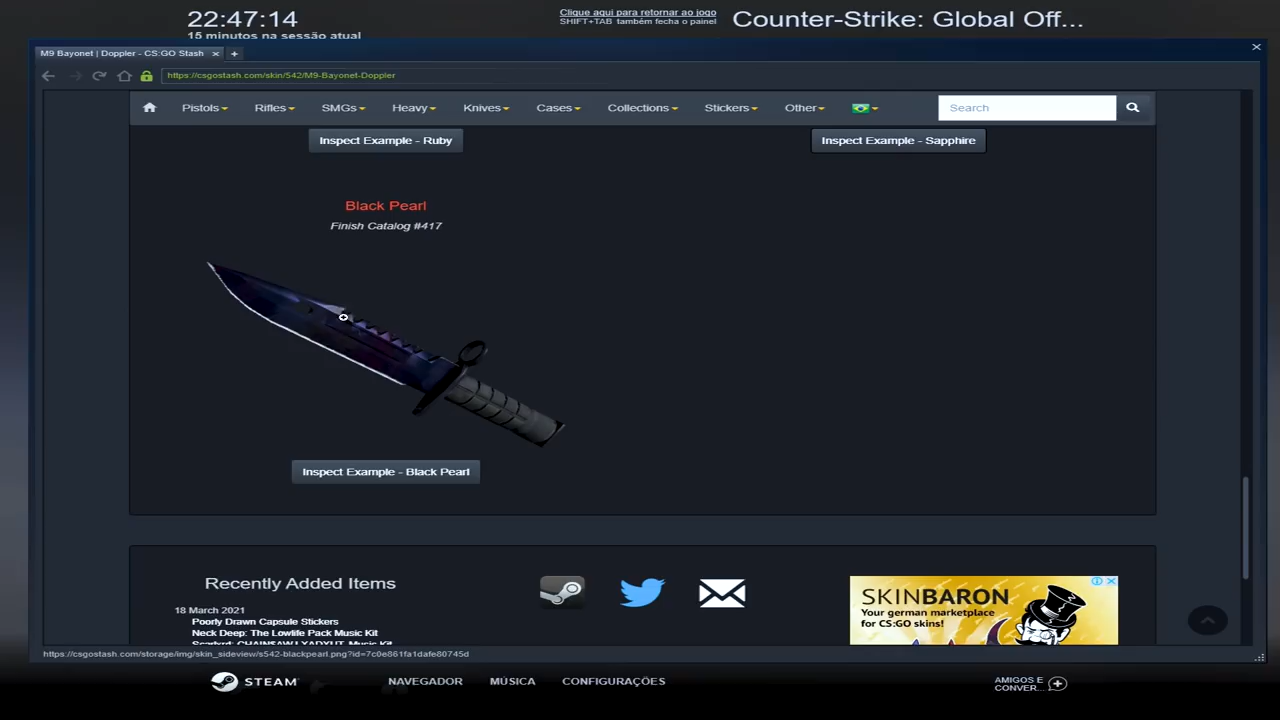 22:47:14
15 minutos na sessão atual
Clique aqui para retornar ao jogo
SHIFT+TAB também fecha o painel
Counter-Strike: Global Off...
M9 Bayonet | Doppler - CS:GO Stash
https://csgostash.com/skin/542/M9-Bayonet-Doppler
Pistols Rifles SMGs Heavy Knives Cases Collections Stickers Other Search
Inspect Example - Ruby
Inspect Example - Sapphire
Black Pearl
Finish Catalog #417
Inspect Example - Black Pearl
Recently Added Items
18 March 2021
Poorly Drawn Capsule Stickers
Neck Deep: The Lowlife Pack Music Kit
SKINBARON
Your german marketplace
for CS:GO skins!
https://csgostash.com/storage/img/skin_sideview/s542-blackpearl.png?id=7c0e861fa1dafe80745d
STEAM
NAVEGADOR MÚSICA CONFIGURAÇÕES
AMIGOS E
CONVER...